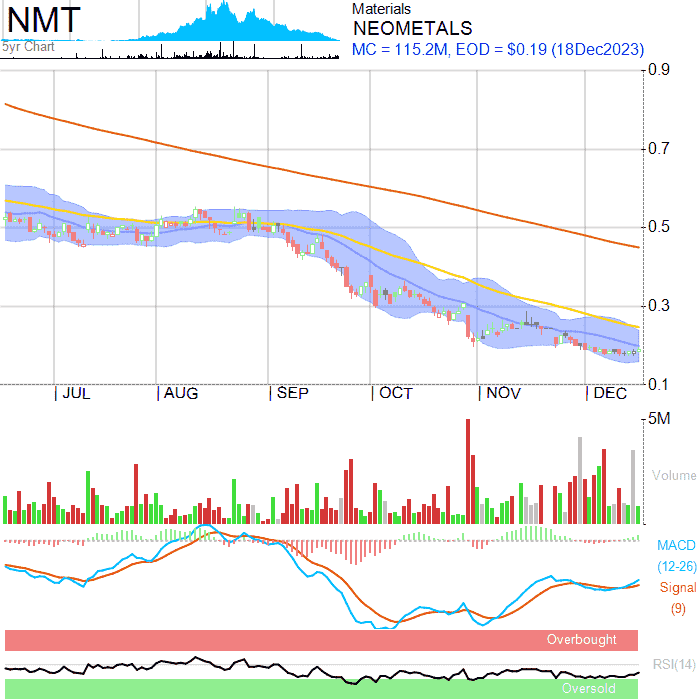 NMT
5yr Chart
Materials
NEOMETALS
MC = 115.2M, EOD = $0.19 (18Dec2023)
0.9
0.7
0.5
0.3
0.1
JUL
AUG
SEP
OCT
NOV
DEC
5M
Volume
MACD
(12-26)
Signal
(9)
Overbought
RSI(14)
Oversold